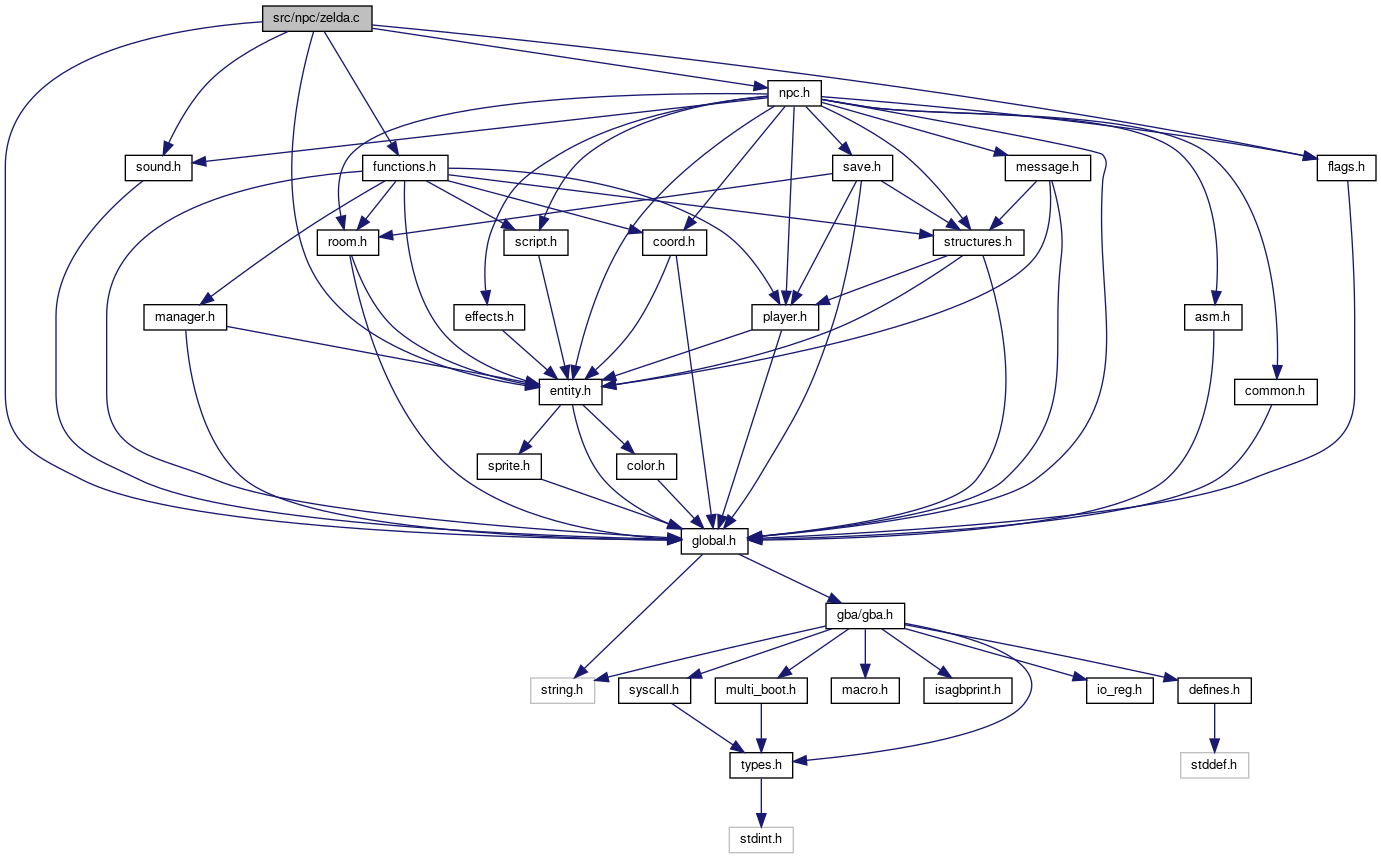 src/npc/zelda.c
npc.h
sound.h
functions.h
save.h
message.h
flags.h
room.h
script.h
coord.h
structures.h
manager.h
effects.h
player.h
asm.h
entity.h
common.h
sprite.h
color.h
global.h
gba/gba.h
string.h
syscall.h
multi_boot.h
macro.h
isagbprint.h
io_reg.h
defines.h
types.h
stddef.h
stdint.h